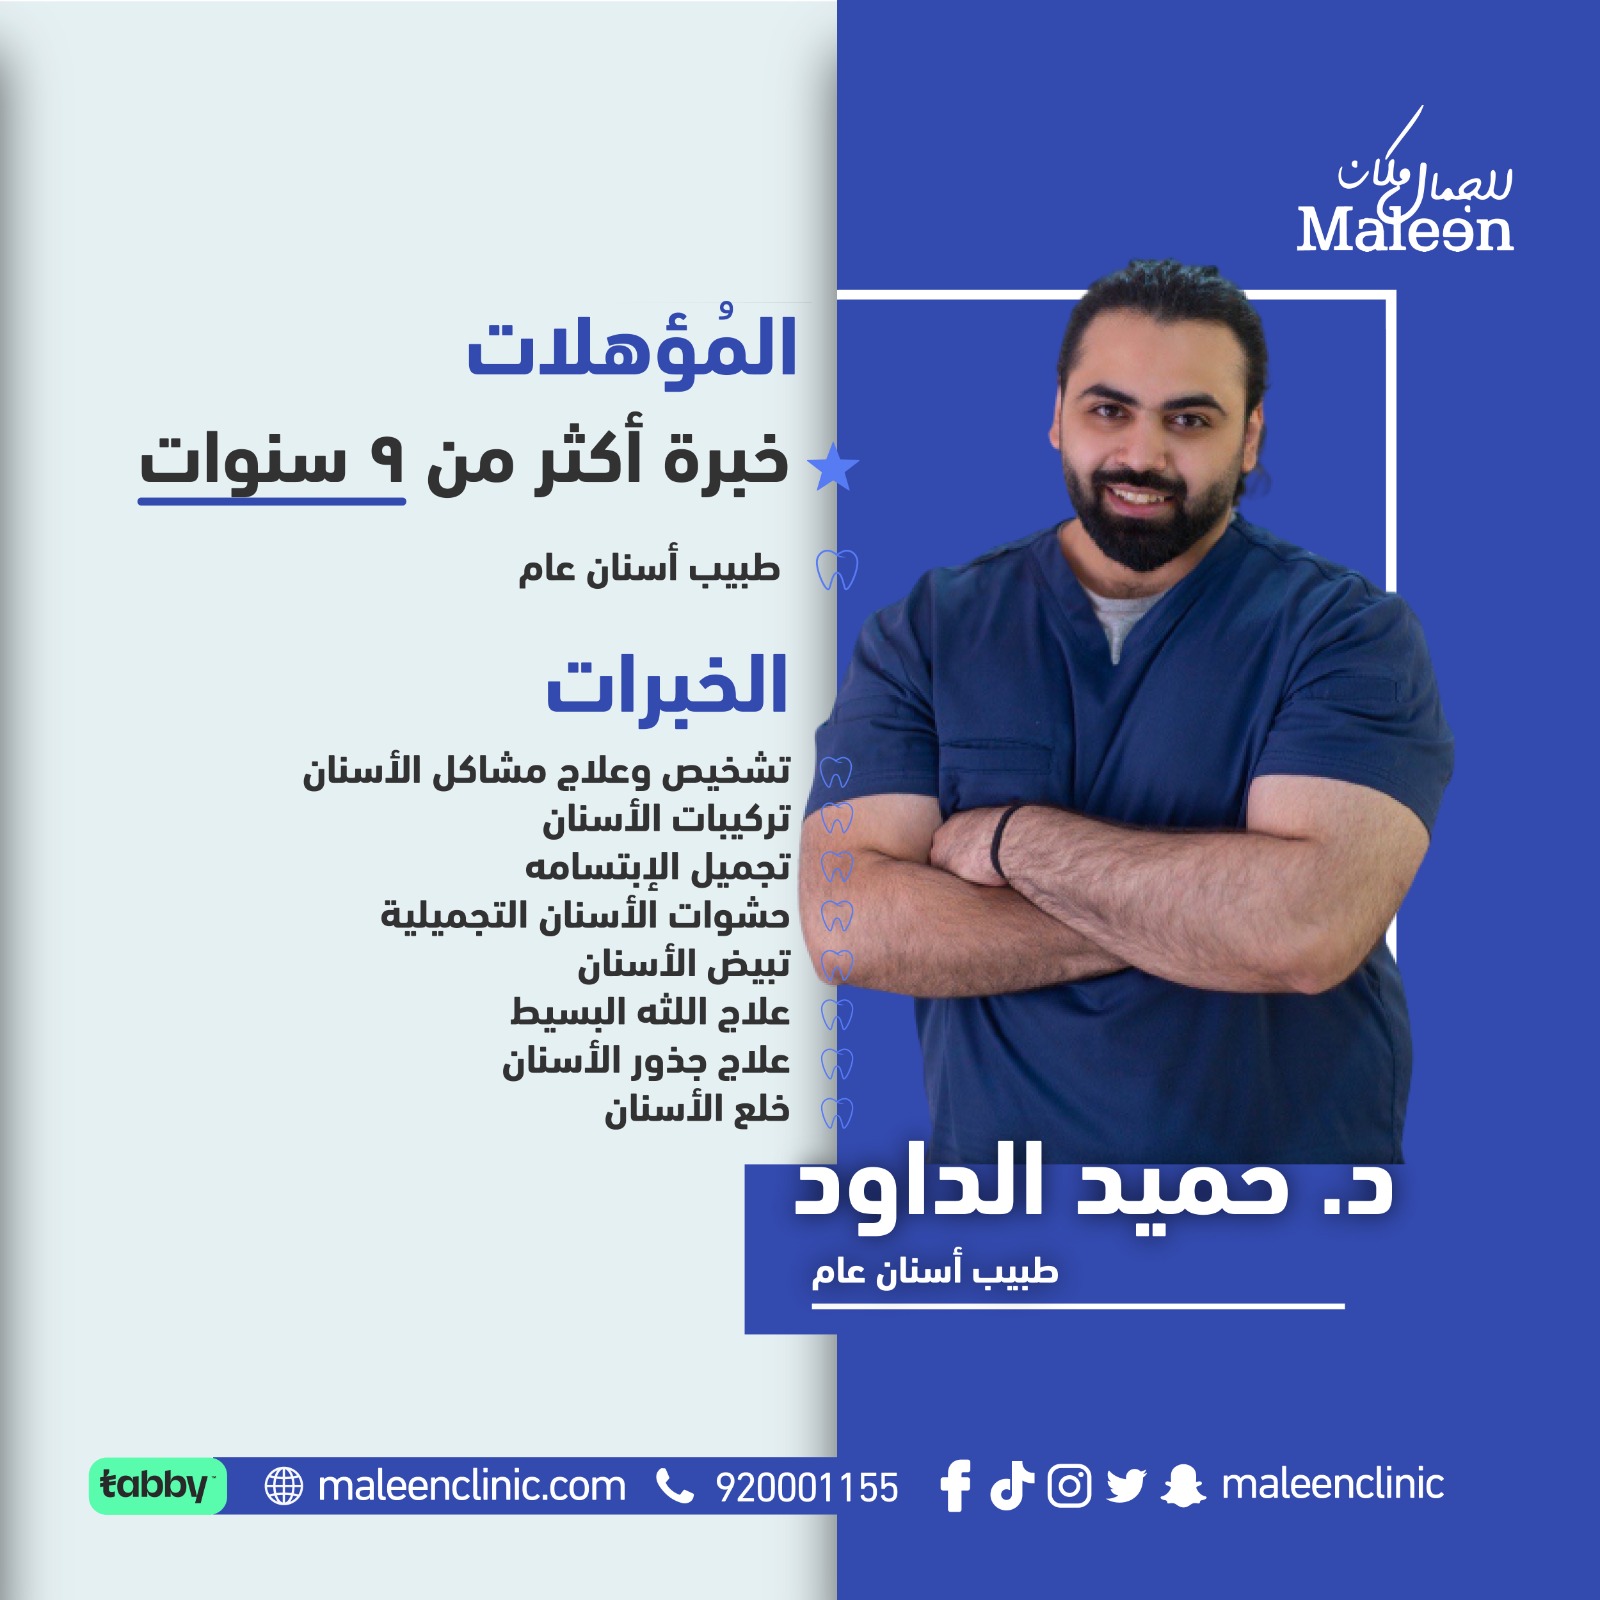 للجمال مكان
Maleen
المُؤهلات
خبرة أكثر من ٩ سنوات
طبيب أسنان عام
الخبرات
تشخيص وعلاج مشاكل الأسنان
تركيبات الأسنان
تجميل الإبتسامه
حشوات الأسنان التجميلية
تبيض الأسنان
علاج اللثه البسيط
علاج جذور الأسنان
خلع الأسنان
د. حميد الداود
طبيب أسنان عام
tabby maleenclinic.com 920001155 maleenclinic